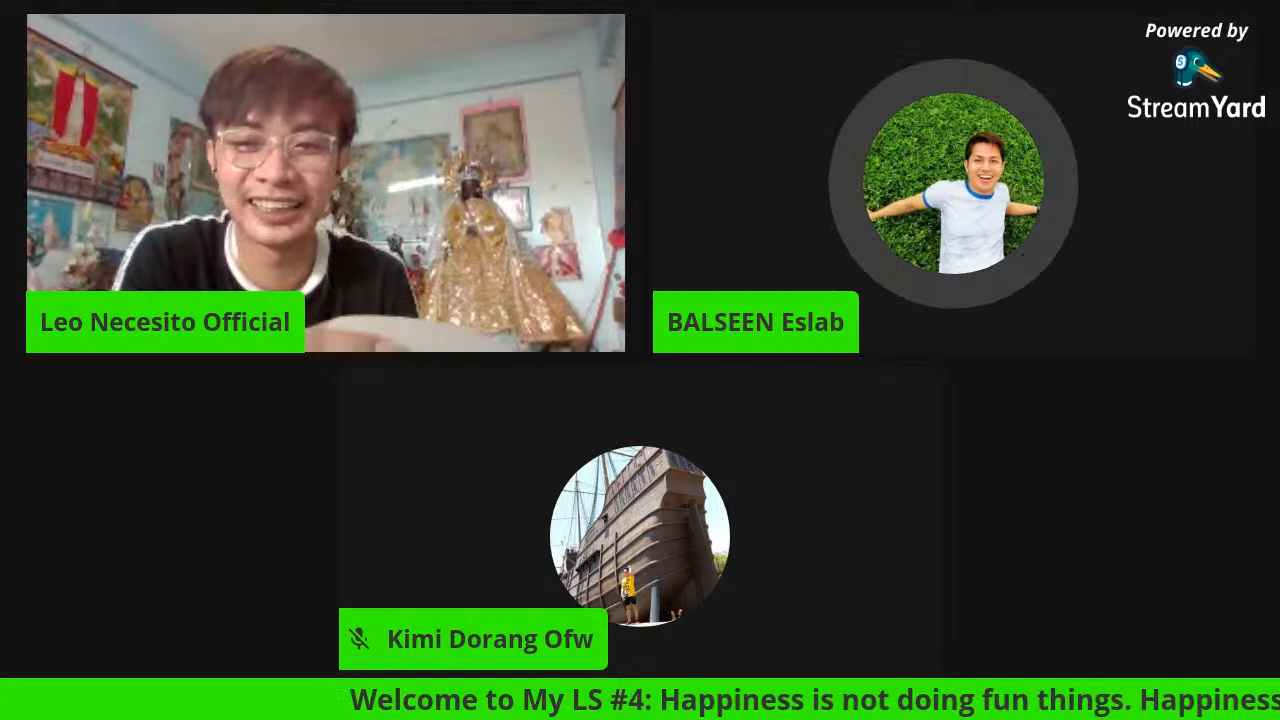 Powered by
StreamYard
Leo Necesito Official
BALSEEN Eslab
Kimi Dorang Ofw
Welcome to My LS #4: Happiness is not doing fun things. Happiness